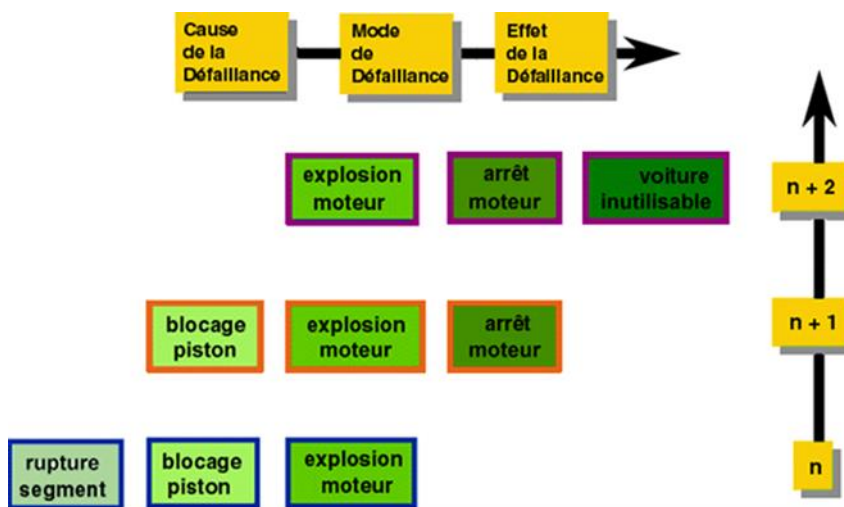 Cause
de la
Défaillance
Mode
de
Défaillance
Effet
de la
Défaillance
explosion
moteur
arrêt
moteur
voiture
inutilisable
n + 2
blocage
piston
explosion
moteur
arrêt
moteur
n + 1
rupture
segment
blocage
piston
explosion
moteur
n